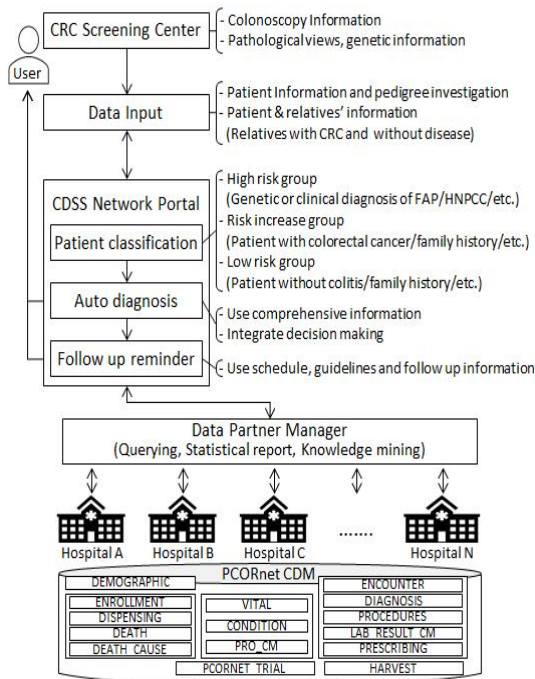 CRC Screening Center
- Colonoscopy Information
- Pathological views, genetic information
User
Data Input
- Patient Information and pedigree investigation
- Patient & relatives' information
(Relatives with CRC and without disease)
CDSS Network Portal
Patient classification
- High risk group
(Genetic or clinical diagnosis of FAP/HNPCC/etc.)
- Risk increase group
(Patient with colorectal cancer/family history/etc.)
- Low risk group
(Patient without colitis/family history/etc.)
Auto diagnosis
- Use comprehensive information
- Integrate decision making
Follow up reminder
- Use schedule, guidelines and follow up information
Data Partner Manager
(Querying, Statistical report, Knowledge mining)
.......
Hospital A Hospital B Hospital C Hospital N
PCORnet CDM
DEMOGRAPHIC
ENROLLMENT
DISPENSING
DEATH
DEATH_CAUSE
VITAL
CONDITION
PRO_CM
ENCOUNTER
DIAGNOSIS
PROCEDURES
LAB_RESULT_CM
PRESCRIBING
PCORNET_TRIAL
HARVEST